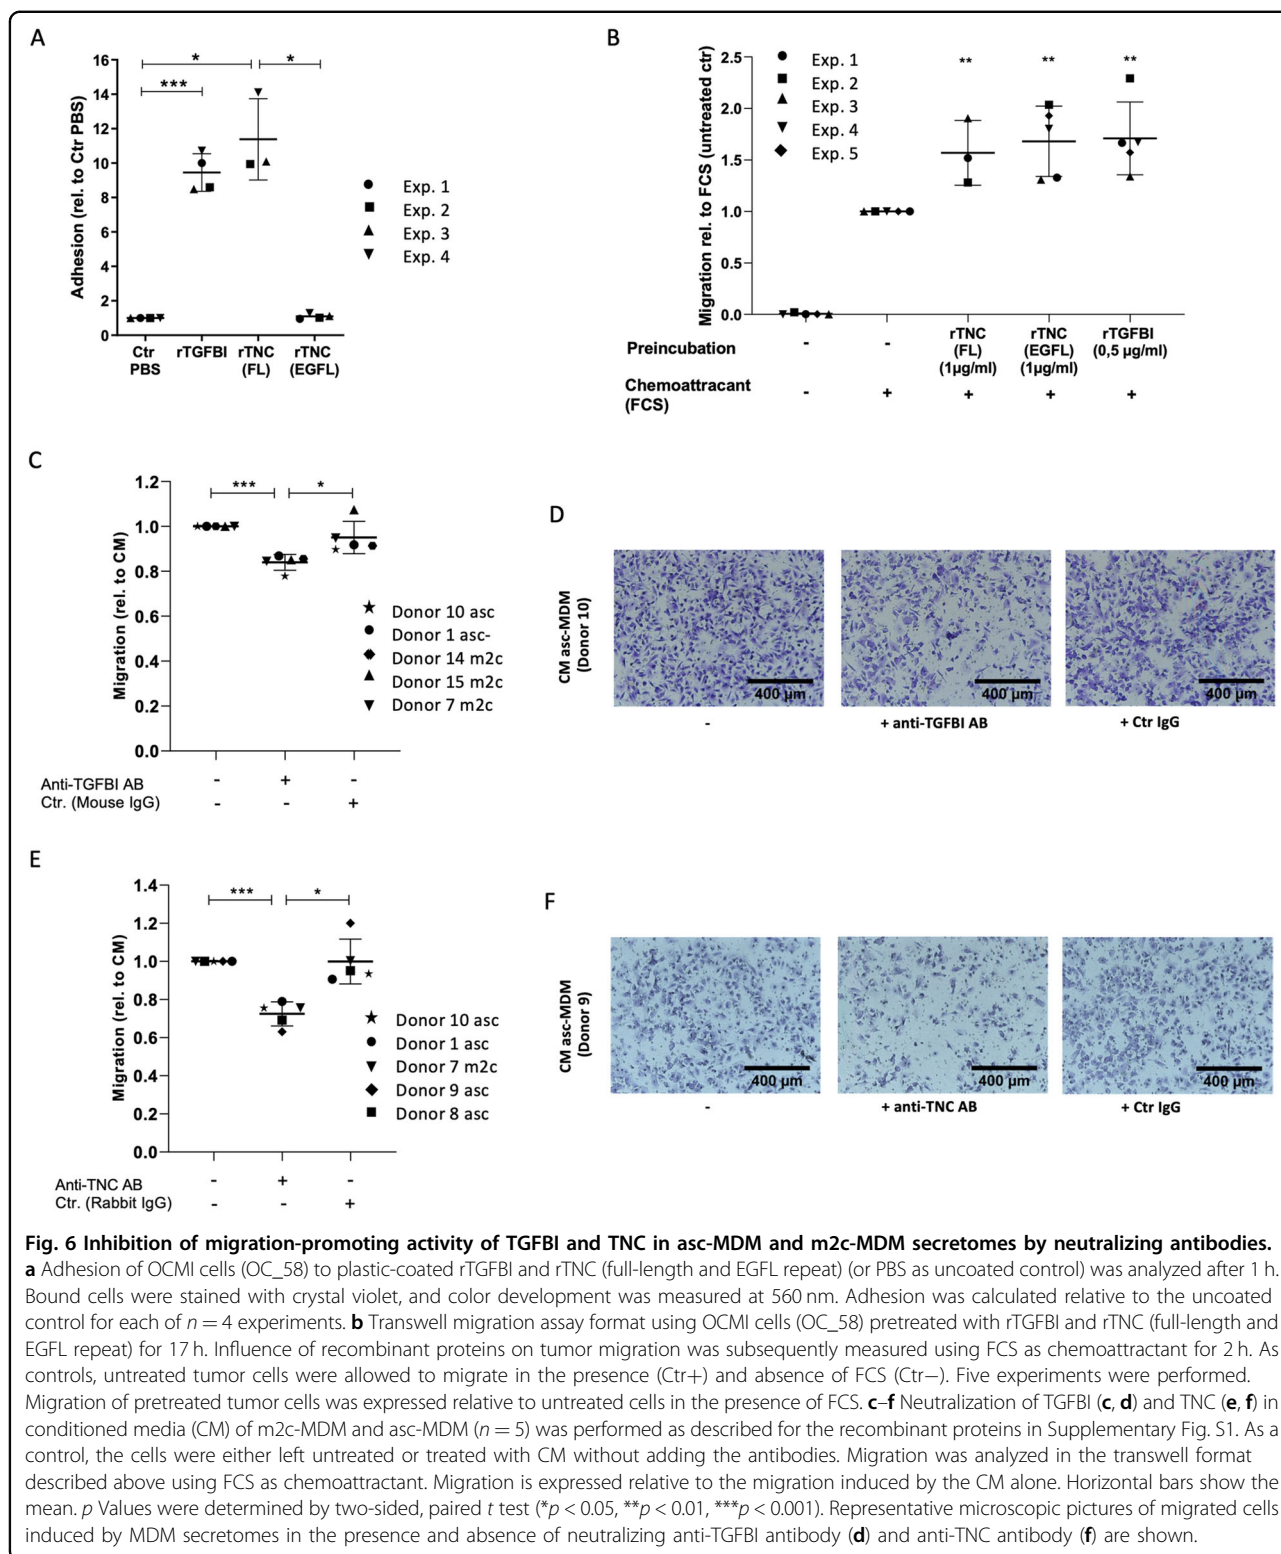 A
Adhesion (rel. to Ctr PBS)
16
14
12
10
8
6
4
2
0
*
*
***
Ctr PBS
rTGFBI
rTNC (FL)
rTNC (EGFL)
Exp. 1
Exp. 2
Exp. 3
Exp. 4
B
Migration rel. to FCS (untreated ctr)
2.5
2.0
1.5
1.0
0.5
0.0
Exp. 1
Exp. 2
Exp. 3
Exp. 4
Exp. 5
**
**
**
Preincubation
-
-
rTNC (FL) (1µg/ml)
rTNC (EGFL) (1µg/ml)
rTGFBI (0,5 µg/ml)
Chemoattracant (FCS)
-
+
+
+
+
C
Migration (rel. to CM)
1.2
1.0
0.8
0.6
0.4
0.2
0.0
***
*
Donor 10 asc
Donor 1 asc-
Donor 14 m2c
Donor 15 m2c
Donor 7 m2c
Anti-TGFBI AB - + -
Ctr. (Mouse IgG) - - +
D
CM asc-MDM (Donor 10)
400 µm
400 µm
400 µm
-
+ anti-TGFBI AB
+ Ctr IgG
E
Migration (rel. to CM)
1.4
1.2
1.0
0.8
0.6
0.4
0.2
0.0
***
*
Donor 10 asc
Donor 1 asc
Donor 7 m2c
Donor 9 asc
Donor 8 asc
Anti-TNC AB - + -
Ctr. (Rabbit IgG) - - +
F
CM asc-MDM (Donor 9)
400 µm
400 µm
400 µm
-
+ anti-TNC AB
+ Ctr IgG
Fig. 6 Inhibition of migration-promoting activity of TGFBI and TNC in asc-MDM and m2c-MDM secretomes by neutralizing antibodies.
a Adhesion of OCMI cells (OC_58) to plastic-coated rTGFBI and rTNC (full-length and EGFL repeat) (or PBS as uncoated control) was analyzed after 1 h.
Bound cells were stained with crystal violet, and color development was measured at 560 nm. Adhesion was calculated relative to the uncoated
control for each of n = 4 experiments. b Transwell migration assay format using OCMI cells (OC_58) pretreated with rTGFBI and rTNC (full-length and
EGFL repeat) for 17 h. Influence of recombinant proteins on tumor migration was subsequently measured using FCS as chemoattractant for 2 h. As
controls, untreated tumor cells were allowed to migrate in the presence (Ctr+) and absence of FCS (Ctr−). Five experiments were performed.
Migration of pretreated tumor cells was expressed relative to untreated cells in the presence of FCS. c–f Neutralization of TGFBI (c, d) and TNC (e, f) in
conditioned media (CM) of m2c-MDM and asc-MDM (n = 5) was performed as described for the recombinant proteins in Supplementary Fig. S1. As a
control, the cells were either left untreated or treated with CM without adding the antibodies. Migration was analyzed in the transwell format
described above using FCS as chemoattractant. Migration is expressed relative to the migration induced by the CM alone. Horizontal bars show the
mean. p Values were determined by two-sided, paired t test (*p < 0.05, **p < 0.01, ***p < 0.001). Representative microscopic pictures of migrated cells
induced by MDM secretomes in the presence and absence of neutralizing anti-TGFBI antibody (d) and anti-TNC antibody (f) are shown.